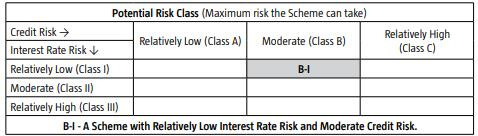 Potential Risk Class (Maximum risk the Scheme can take)
Credit Risk → Relatively Low (Class A) Moderate (Class B) Relatively High (Class C)
Interest Rate Risk ↓
Relatively Low (Class I) B-I
Moderate (Class II)
Relatively High (Class III)
B-I - A Scheme with Relatively Low Interest Rate Risk and Moderate Credit Risk.